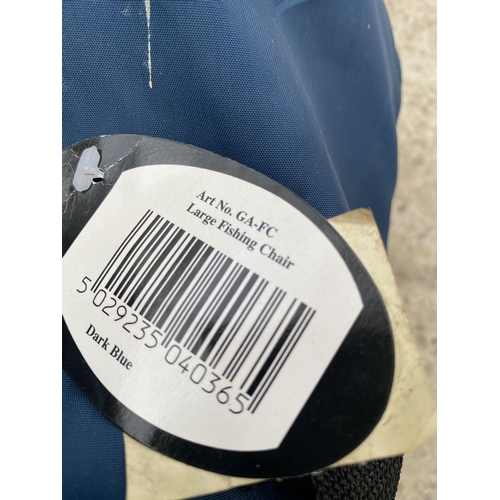 Art No. GA-FC
Large Fishing Chair
5 029235 040365
Dark Blue